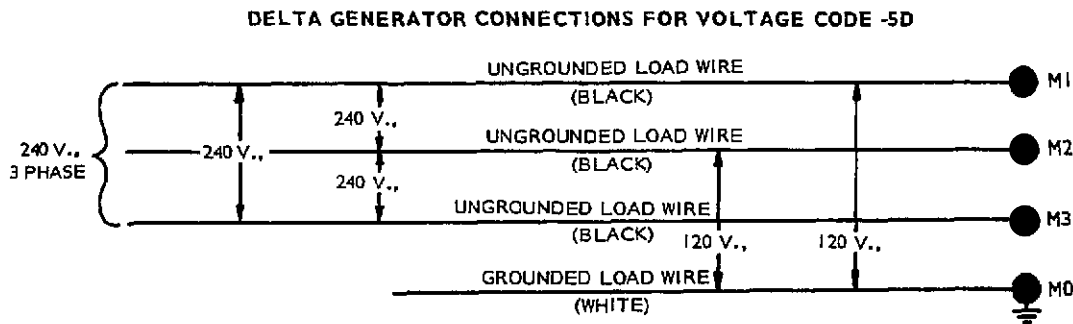 DELTA GENERATOR CONNECTIONS FOR VOLTAGE CODE -5D
UNGROUNDED LOAD WIRE
M1
(BLACK)
240 V.,
UNGROUNDED LOAD WIRE
240 V.,
3 PHASE
240 V.,
M2
(BLACK)
240 V.,
UNGROUNDED LOAD WIRE
M3
(BLACK)
120 V.,
120 V.,
GROUNDED LOAD WIRE
M0
(WHITE)